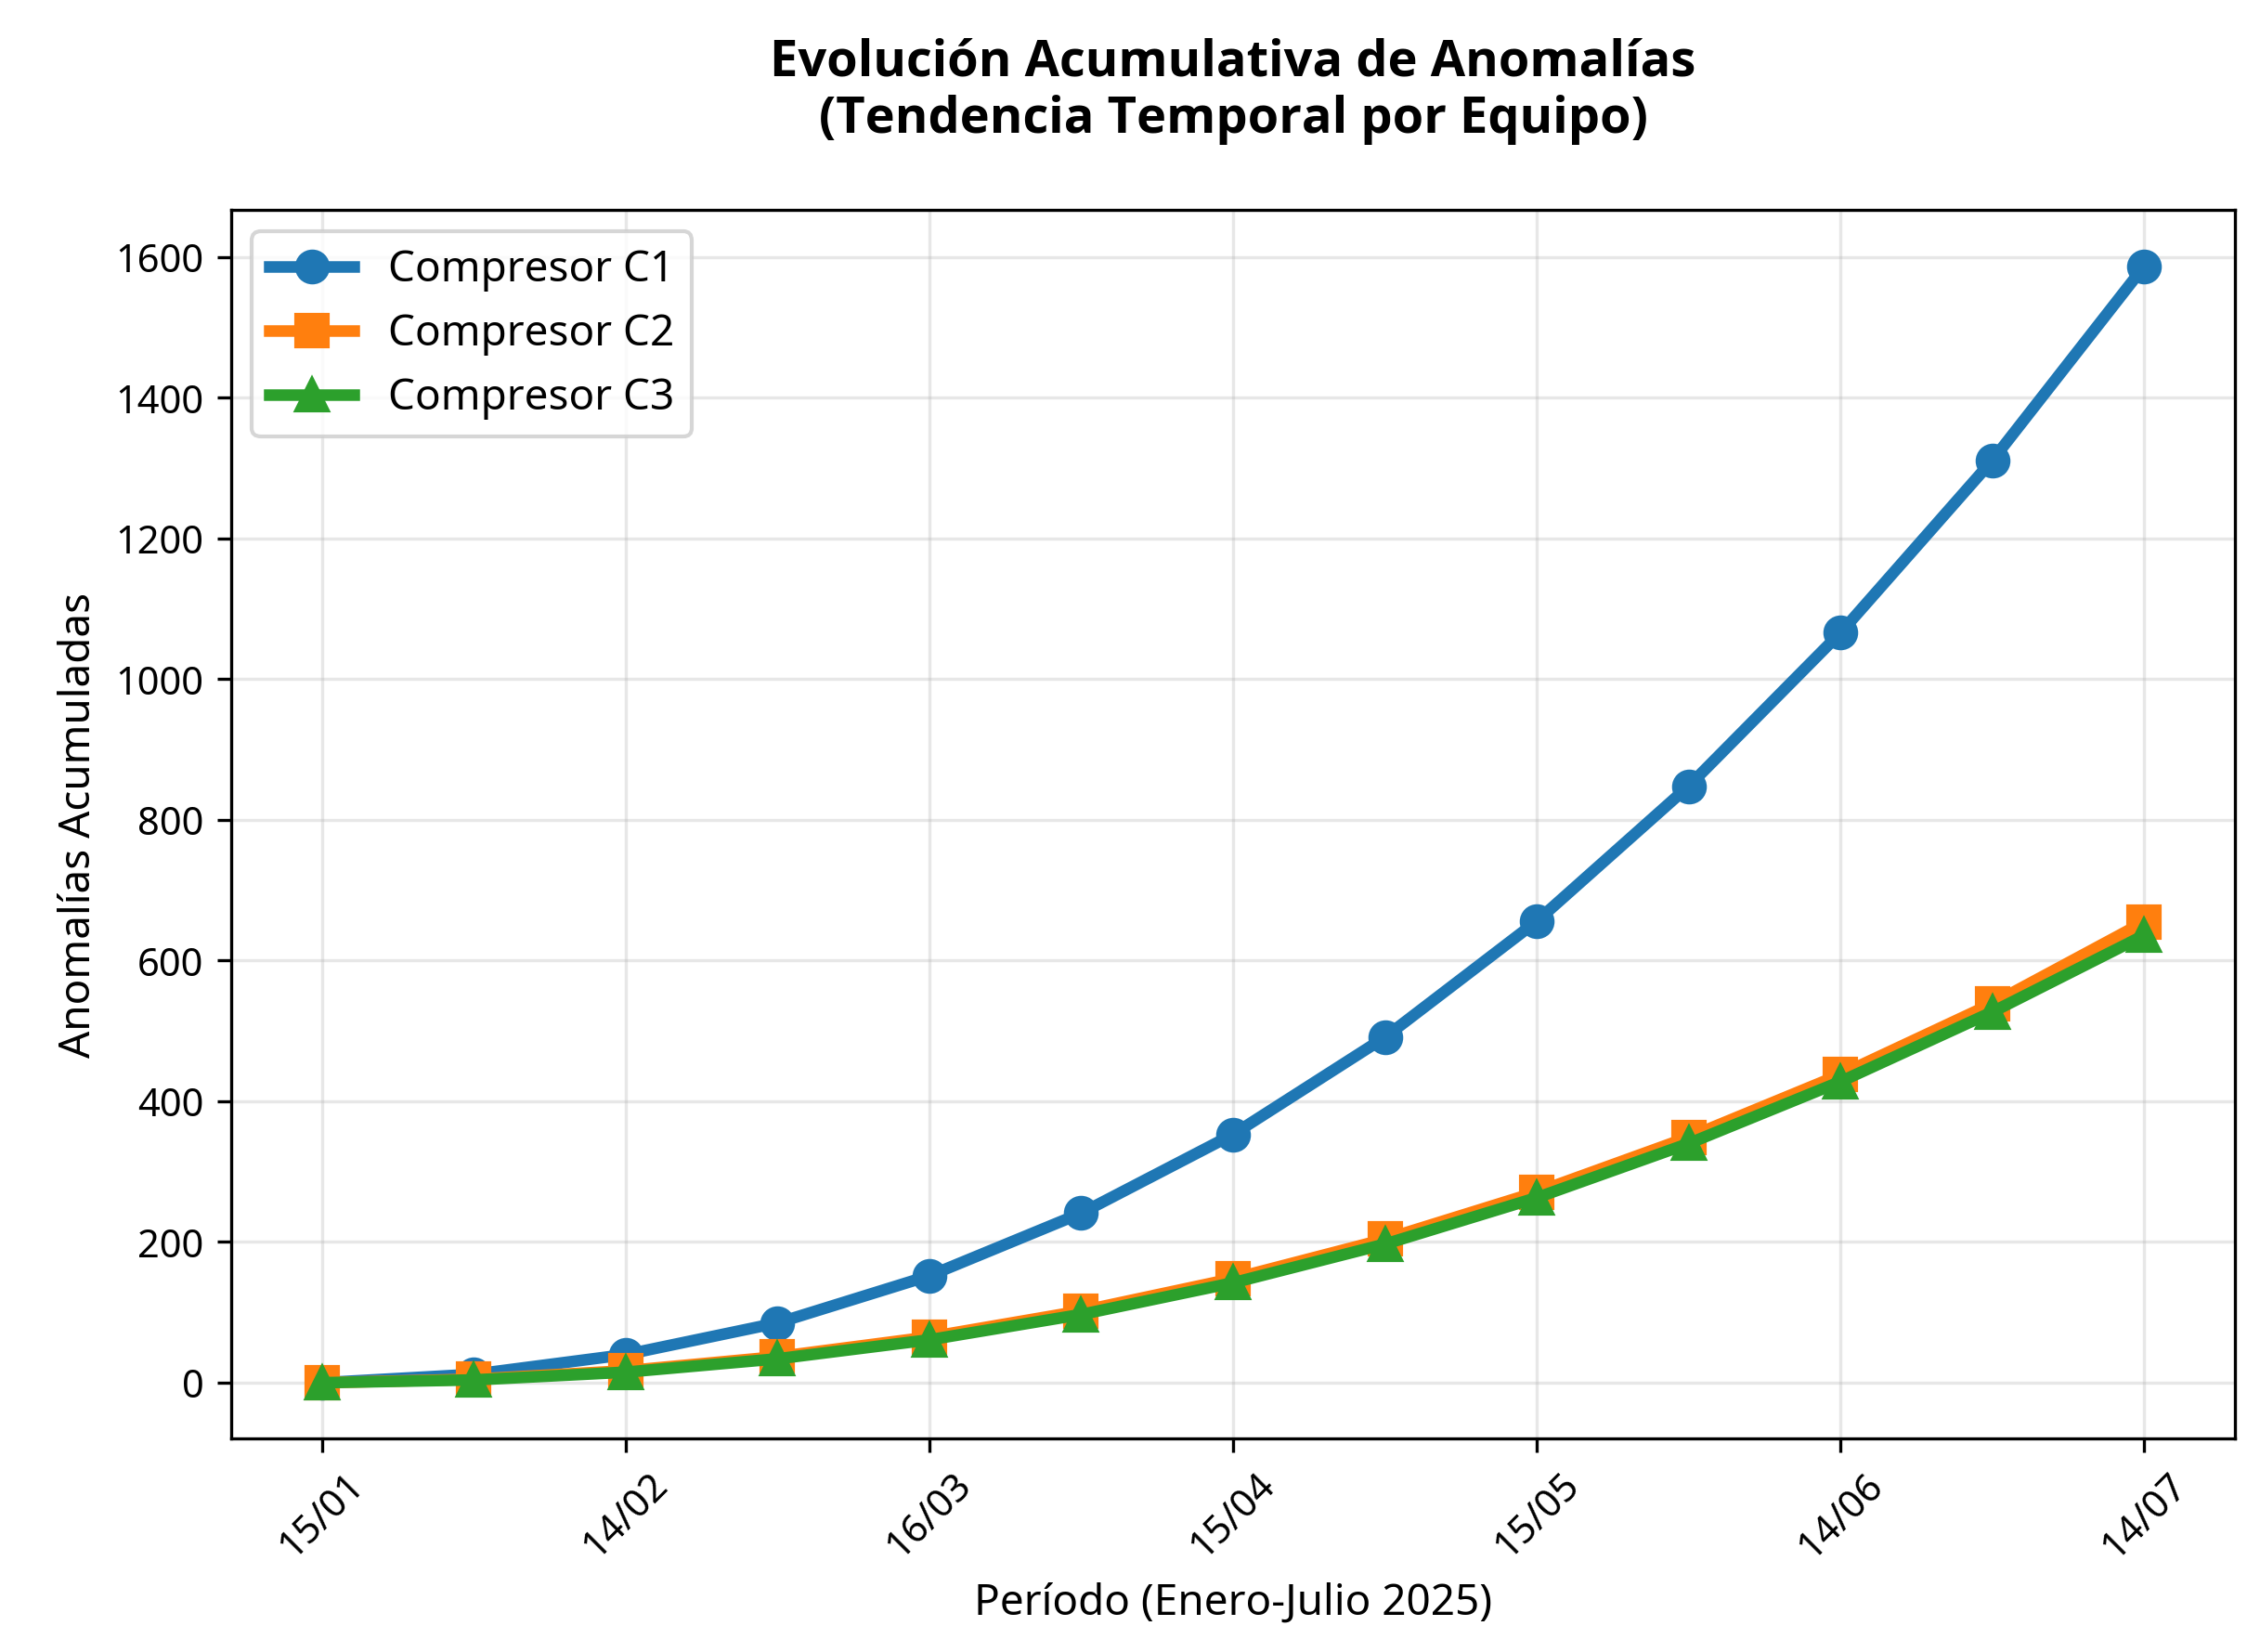 Evolución Acumulativa de Anomalías
(Tendencia Temporal por Equipo)
Compresor C1
Compresor C2
Compresor C3
Anomalías Acumuladas
1600
1400
1200
1000
800
600
400
200
0
15/01
14/02
16/03
15/04
15/05
14/06
14/07
Período (Enero-Julio 2025)